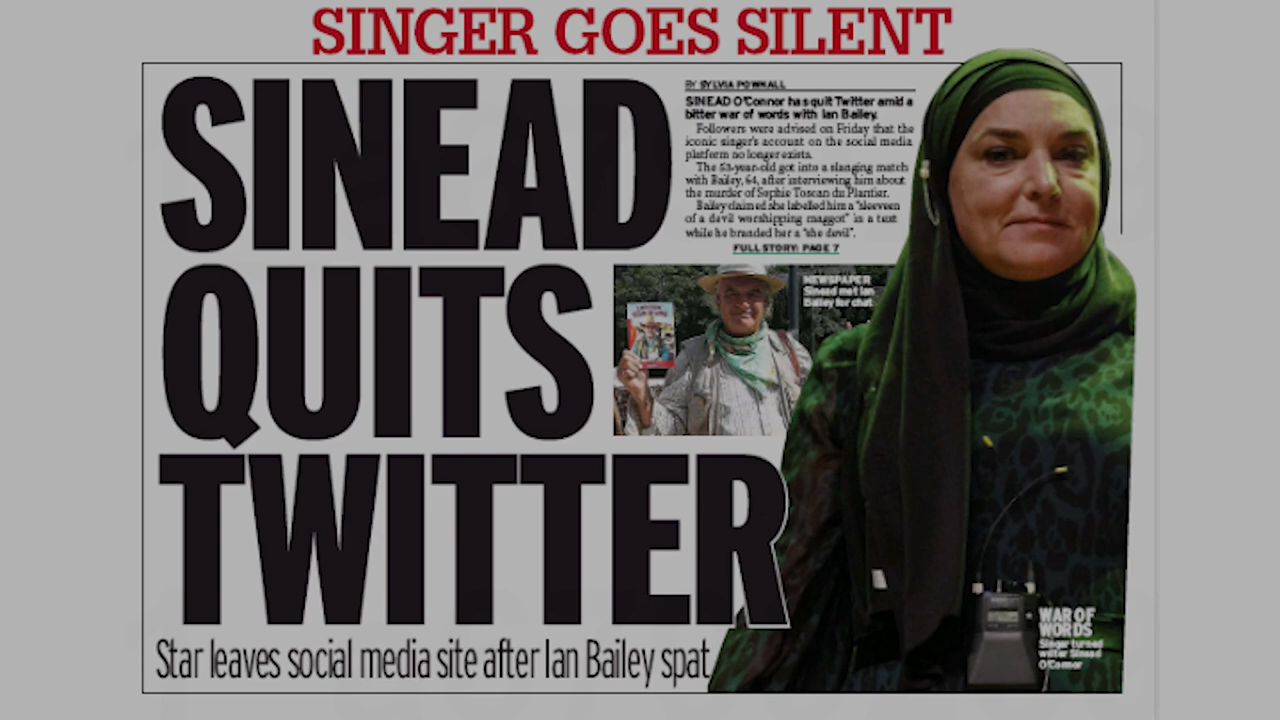 SINGER GOES SILENT
SINEAD
QUITS
TWITTER
Star leaves social media site after Ian Bailey spat
BY SYLVIA POWNALL
SINEAD O'Connor has quit Twitter amid a
bitter war of words with Ian Bailey.
Followers were advised on Friday that the
iconic singer's account on the social media
platform no longer exists.
The 53-year-old got into a slanging match
with Bailey, 64, after interviewing him about
the murder of Sophie Toscan du Plantier.
Bailey claimed she labelled him a "sleeveen
of a devil worshipping maggot" in a text
while he branded her a "she devil".
FULL STORY: PAGE 7
NEWSPAPER
Sinead met Ian
Bailey for chat
WAR OF
WORDS
Singer turned
writer Sinead
O'Connor